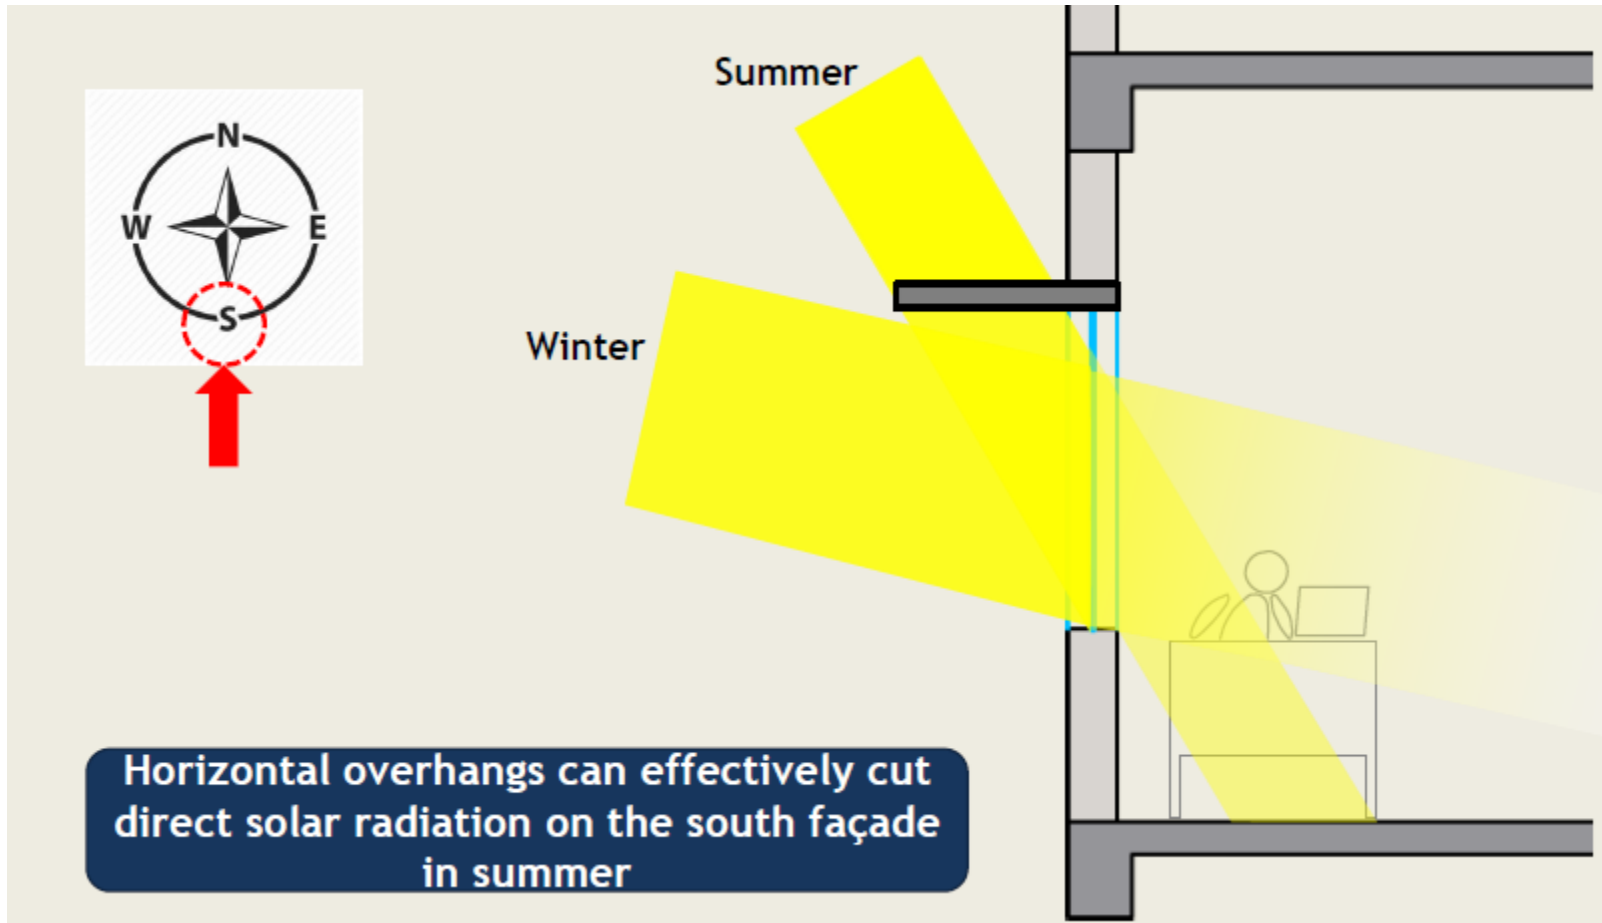 Summer
N
W
E
S
Winter
Horizontal overhangs can effectively cut
direct solar radiation on the south façade
in summer